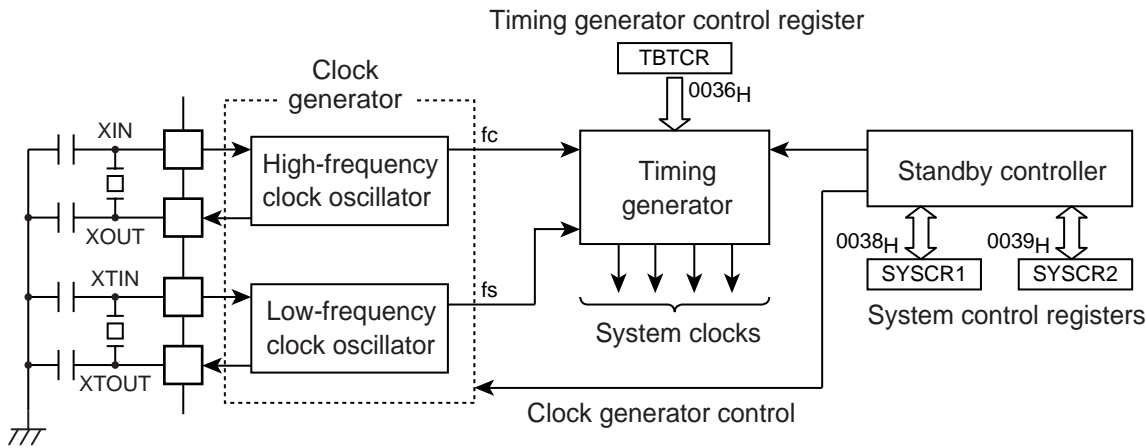 Timing generator control register
TBTCR
0036H
Clock
generator
XIN
High-frequency
clock oscillator
fc
Timing
generator
Standby controller
XOUT
0038H
0039H
SYSCR1
SYSCR2
System control registers
XTIN
Low-frequency
clock oscillator
fs
System clocks
XTOUT
Clock generator control